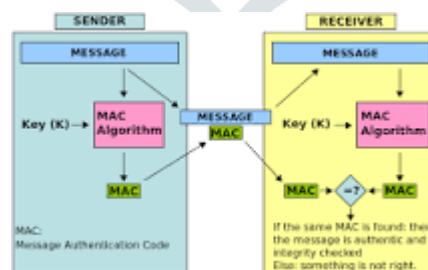 SENDER
RECEIVER
MESSAGE
MESSAGE
Key (K)
MAC
Algorithm
MESSAGE
MAC
Key (K)
MAC
Algorithm
MAC
MAC
=?
MAC
MAC:
Message Authentication Code
If the same MAC is found: then
the message is authentic and
integrity checked
Else: something is not right.